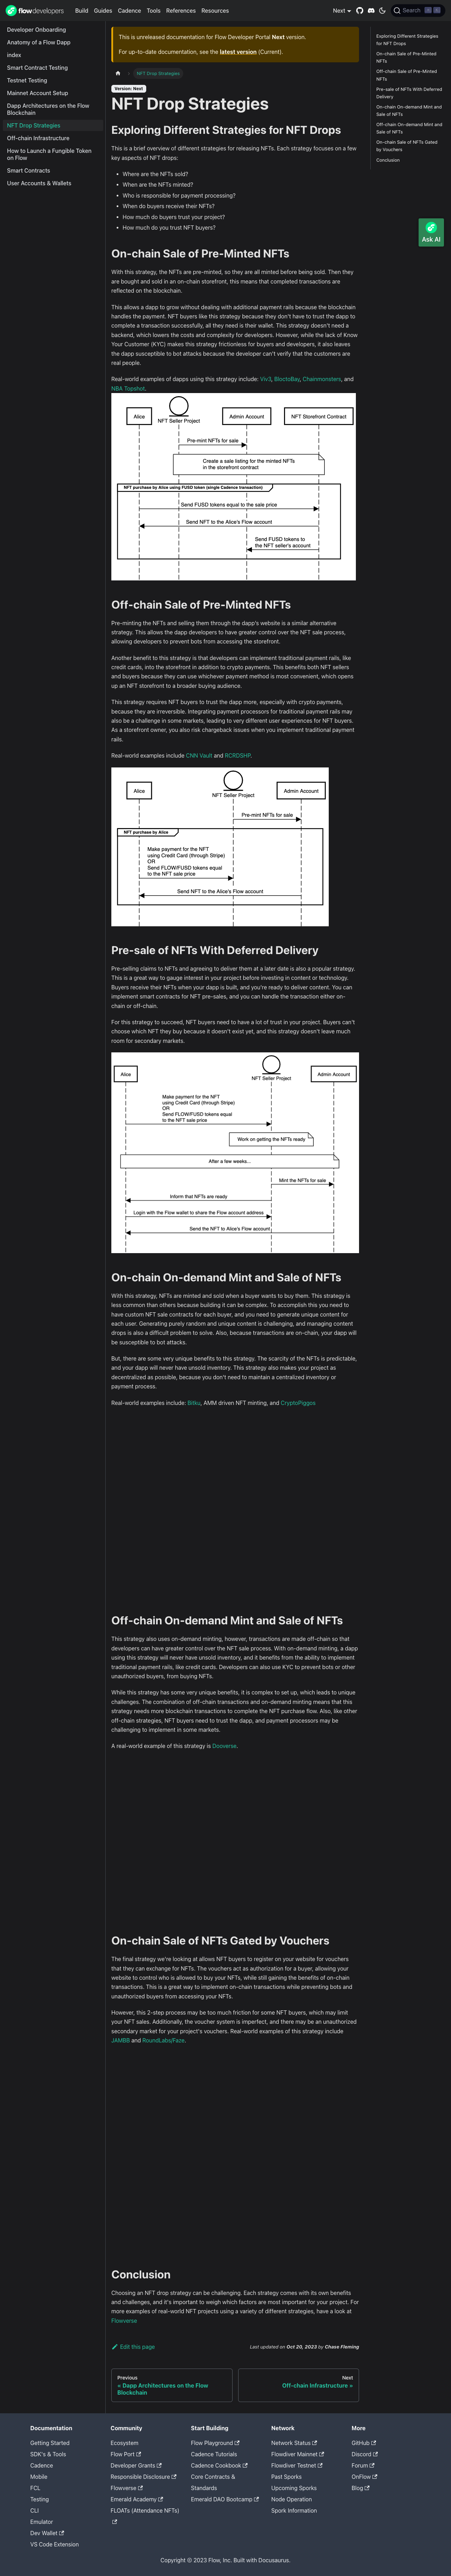 flowdevelopers
Build Guides Cadence Tools References Resources
Next
Search
Developer Onboarding
Anatomy of a Flow Dapp
index
Smart Contract Testing
Testnet Testing
Mainnet Account Setup
Dapp Architectures on the Flow
Blockchain
NFT Drop Strategies
Off-chain Infrastructure
How to Launch a Fungible Token
on Flow
Smart Contracts
User Accounts & Wallets
This is unreleased documentation for Flow Developer Portal Next version.
For up-to-date documentation, see the latest version (Current).
NFT Drop Strategies
Version: Next
NFT Drop Strategies
Exploring Different Strategies for NFT Drops
This is a brief overview of different strategies for releasing NFTs. Each strategy focuses on a few
key aspects of NFT drops:
Where are the NFTs sold?
When are the NFTs minted?
Who is responsible for payment processing?
When do buyers receive their NFTs?
How much do buyers trust your project?
How much do you trust NFT buyers?
On-chain Sale of Pre-Minted NFTs
With this strategy, the NFTs are pre-minted, so they are all minted before being sold. Then they
are bought and sold in an on-chain storefront, this means that completed transactions are
reflected on the blockchain.
This allows a dapp to grow without dealing with additional payment rails because the blockchain
handles the payment. NFT buyers like this strategy because they don't have to trust the dapp to
complete a transaction successfully, all they need is their wallet. This strategy doesn't need a
backend, which lowers the costs and complexity for developers. However, while the lack of Know
Your Customer (KYC) makes this strategy frictionless for buyers and developers, it also leaves
the dapp susceptible to bot attacks because the developer can't verify that the customers are
real people.
Real-world examples of dapps using this strategy include: Viv3, BloctoBay, Chainmonsters, and
NBA Topshot.
Alice
NFT Seller Project
Admin Account
NFT Storefront Contract
Pre-mint NFTs for sale
Create a sale listing for the minted NFTs
in the storefront contract
NFT purchase by Alice using FUSD token (single Cadence transaction)
Send FUSD tokens equal to the sale price
Send NFT to the Alice's Flow account
Send FUSD tokens to
the NFT seller's account
Off-chain Sale of Pre-Minted NFTs
Pre-minting the NFTs and selling them through the dapp's website is a similar alternative
strategy. This allows the dapp developers to have greater control over the NFT sale process,
allowing developers to prevent bots from accessing the storefront.
Another benefit to this strategy is that developers can implement traditional payment rails, like
credit cards, into the storefront in addition to crypto payments. This benefits both NFT sellers
and buyers because they can use whichever payment method is most convenient, and opens up
an NFT storefront to a broader buying audience.
This strategy requires NFT buyers to trust the dapp more, especially with crypto payments,
because they are irreversible. Integrating payment processors for traditional payment rails may
also be a challenge in some markets, leading to very different user experiences for NFT buyers.
As a storefront owner, you also risk chargeback issues when you implement traditional payment
rails.
Real-world examples include CNN Vault and RCRDSHP.
Alice
NFT Seller Project
Admin Account
Pre-mint NFTs for sale
NFT purchase by Alice
Make payment for the NFT
using Credit Card (through Stripe)
OR
Send FLOW/FUSD tokens equal
to the NFT sale price
Send NFT to the Alice's Flow account
Pre-sale of NFTs With Deferred Delivery
Pre-selling claims to NFTs and agreeing to deliver them at a later date is also a popular strategy.
This is a great way to gauge interest in your project before investing in content or technology.
Buyers receive their NFTs when your dapp is built, and you're ready to deliver content. You can
implement smart contracts for NFT pre-sales, and you can handle the transaction either on-
chain or off-chain.
For this strategy to succeed, NFT buyers need to have a lot of trust in your project. Buyers can't
choose which NFT they buy because it doesn't exist yet, and this strategy doesn't leave much
room for secondary markets.
Alice
NFT Seller Project
Admin Account
Make payment for the NFT
using Credit Card (through Stripe)
OR
Send FLOW/FUSD tokens equal
to the NFT sale price
Work on getting the NFTs ready
After a few weeks...
Mint the NFTs for sale
Inform that NFTs are ready
Login with the Flow wallet to share the Flow account address
Send the NFT to Alice's Flow account
On-chain On-demand Mint and Sale of NFTs
With this strategy, NFTs are minted and sold when a buyer wants to buy them. This strategy is
less common than others because building it can be complex. To accomplish this you need to
have custom NFT sale contracts for each buyer, and you need to generate unique content for
each one. Generating purely random and unique content is challenging, and managing content
drops is also a difficult problem to solve. Also, because transactions are on-chain, your dapp will
be susceptible to bot attacks.
But, there are some very unique benefits to this strategy. The scarcity of the NFTs is predictable,
and your dapp will never have unsold inventory. This strategy also makes your project as
decentralized as possible, because you don't need to maintain a centralized inventory or
payment process.
Real-world examples include: Bitku, AMM driven NFT minting, and CryptoPiggos
Off-chain On-demand Mint and Sale of NFTs
This strategy also uses on-demand minting, however, transactions are made off-chain so that
developers can have greater control over the NFT sale process. With on-demand minting, a dapp
using this strategy will never have unsold inventory, and it benefits from the ability to implement
traditional payment rails, like credit cards. Developers can also use KYC to prevent bots or other
unauthorized buyers, from buying NFTs.
While this strategy has some very unique benefits, it is complex to set up, which leads to unique
challenges. The combination of off-chain transactions and on-demand minting means that this
strategy needs more blockchain transactions to complete the NFT purchase flow. Also, like other
off-chain strategies, NFT buyers need to trust the dapp, and payment processors may be
challenging to implement in some markets.
A real-world example of this strategy is Dooverse.
On-chain Sale of NFTs Gated by Vouchers
The final strategy we're looking at allows NFT buyers to register on your website for vouchers
that they can exchange for NFTs. The vouchers act as authorization for a buyer, allowing your
website to control who is allowed to buy your NFTs, while still gaining the benefits of on-chain
transactions. This is a great way to implement on-chain transactions while preventing bots and
unauthorized buyers from accessing your NFTs.
However, this 2-step process may be too much friction for some NFT buyers, which may limit
your NFT sales. Additionally, the voucher system is imperfect, and there may be an unauthorized
secondary market for your project's vouchers. Real-world examples of this strategy include
JAMBB and RoundLabs/Faze.
Conclusion
Choosing an NFT drop strategy can be challenging. Each strategy comes with its own benefits
and challenges, and it's important to weigh which factors are most important for your project. For
more examples of real-world NFT projects using a variety of different strategies, have a look at
Flowverse
Edit this page
Last updated on Oct 20, 2023 by Chase Fleming
Previous
« Dapp Architectures on the Flow
Blockchain
Next
Off-chain Infrastructure »
Exploring Different Strategies
for NFT Drops
On-chain Sale of Pre-Minted
NFTs
Off-chain Sale of Pre-Minted
NFTs
Pre-sale of NFTs With Deferred
Delivery
On-chain On-demand Mint and
Sale of NFTs
Off-chain On-demand Mint and
Sale of NFTs
On-chain Sale of NFTs Gated
by Vouchers
Conclusion
Ask AI
Documentation
Getting Started
SDK's & Tools
Cadence
Mobile
FCL
Testing
CLI
Emulator
Dev Wallet
VS Code Extension
Community
Ecosystem
Flow Port
Developer Grants
Responsible Disclosure
Flowverse
Emerald Academy
FLOATs (Attendance NFTs)
Start Building
Flow Playground
Cadence Tutorials
Cadence Cookbook
Core Contracts &
Standards
Emerald DAO Bootcamp
Network
Network Status
Flowdiver Mainnet
Flowdiver Testnet
Past Sporks
Upcoming Sporks
Node Operation
Spork Information
More
GitHub
Discord
Forum
OnFlow
Blog
Copyright © 2023 Flow, Inc. Built with Docusaurus.